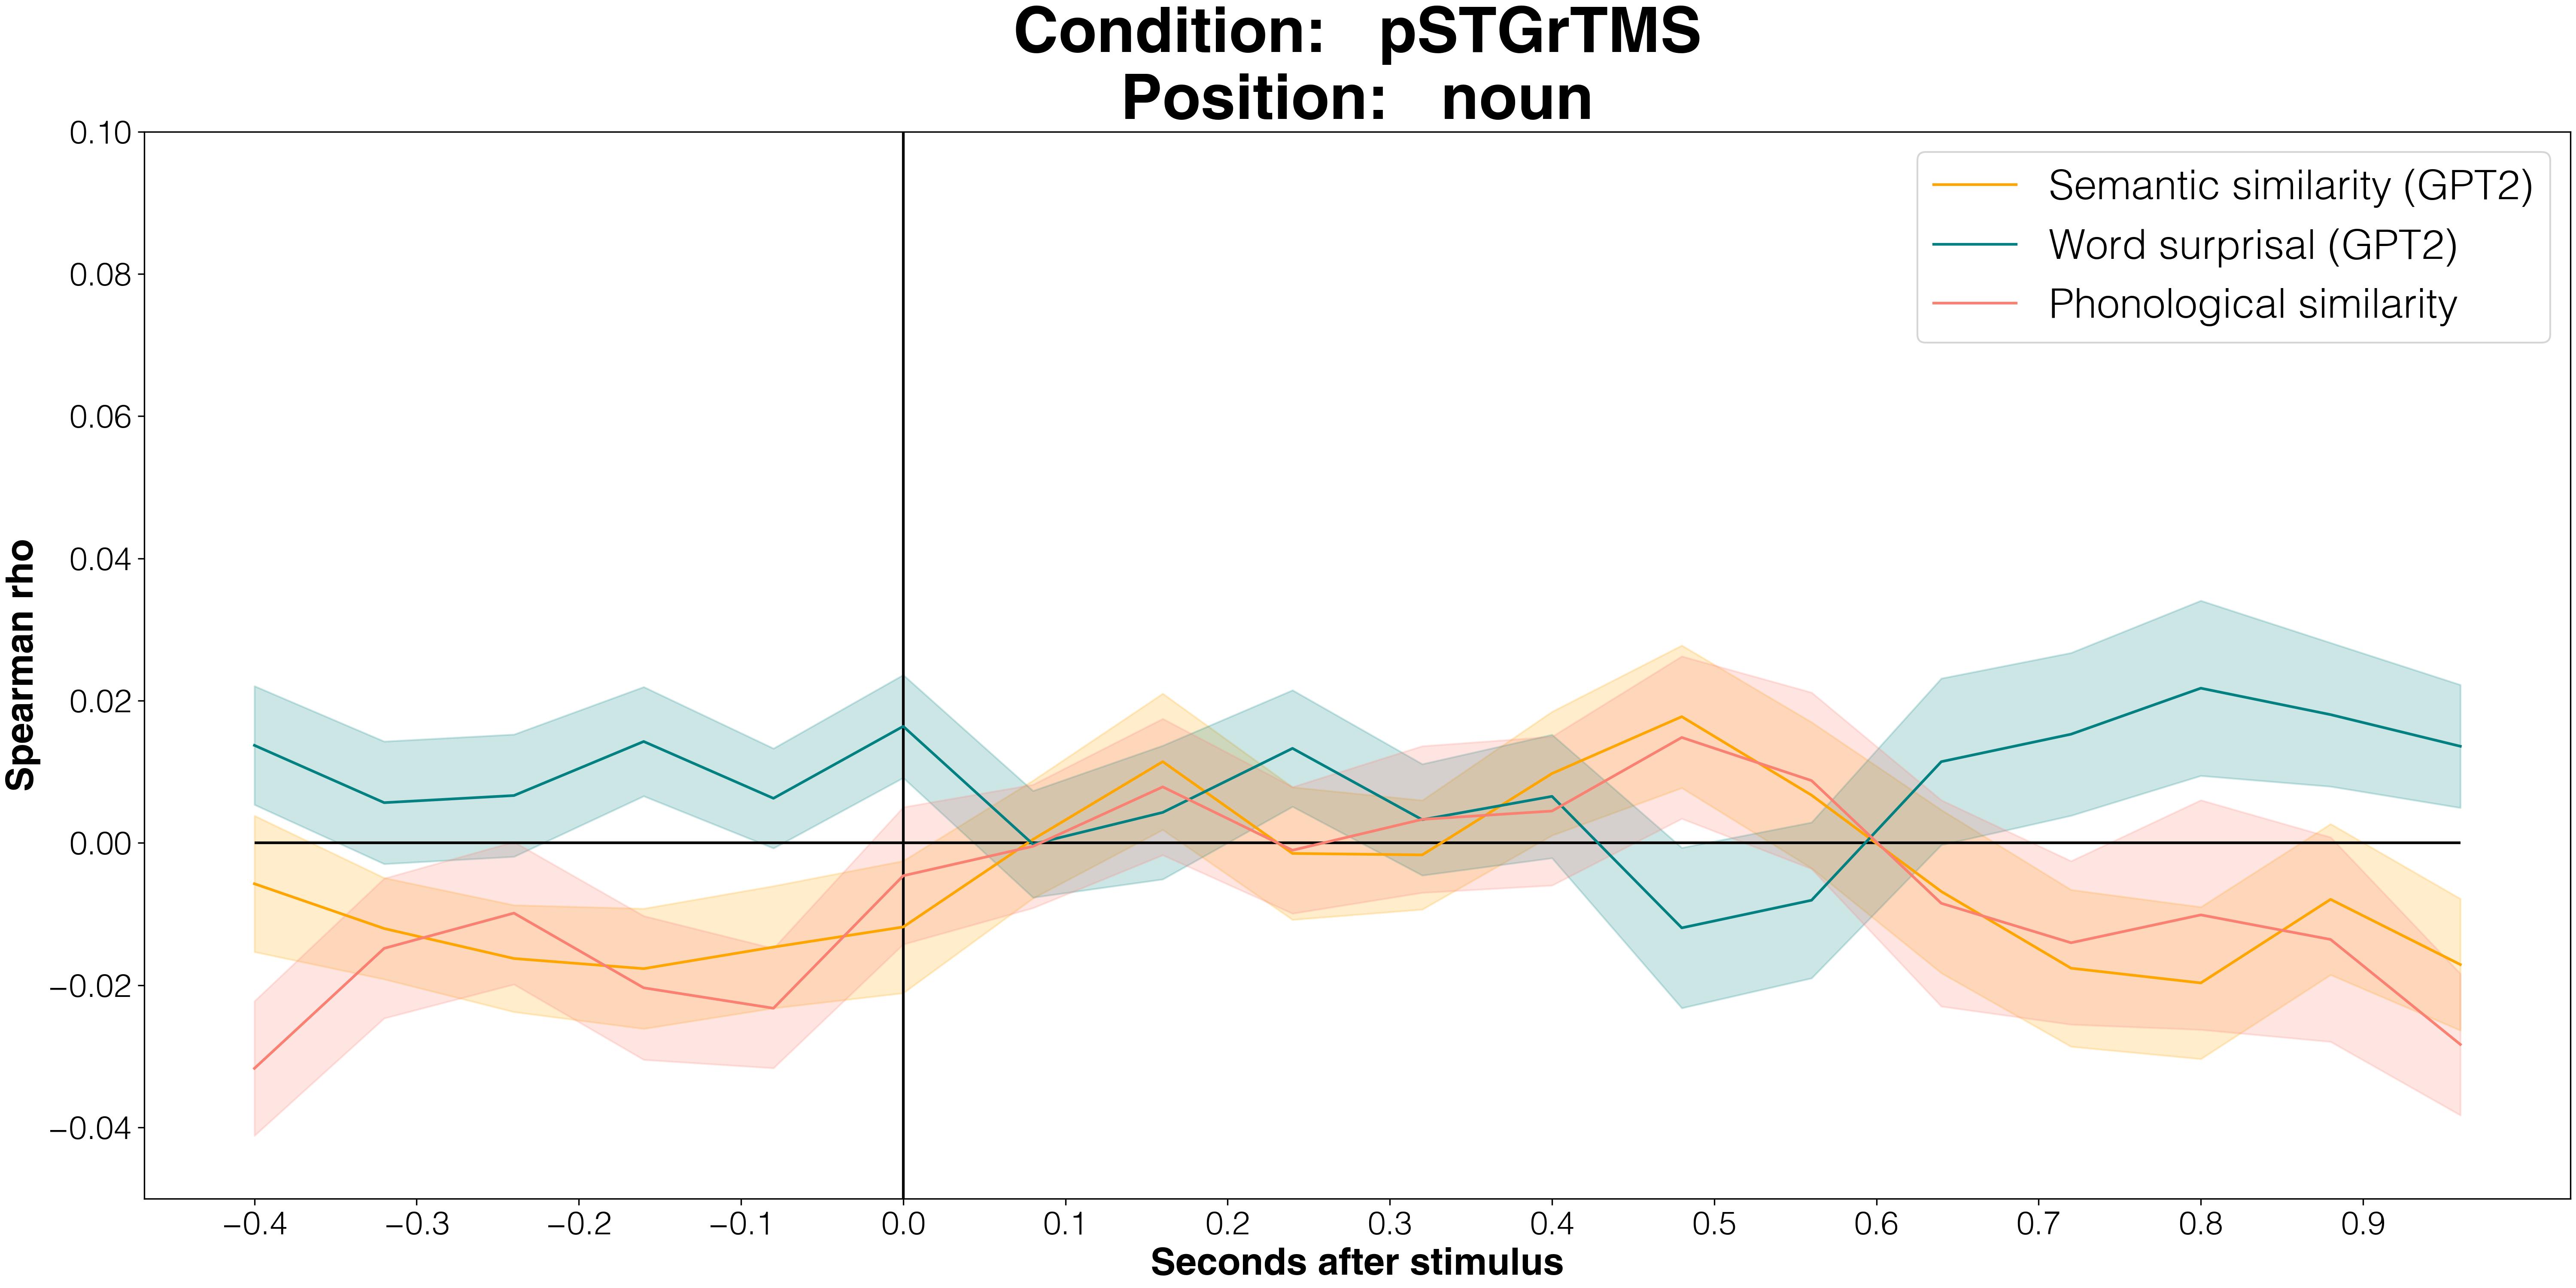 Condition: pSTGrTMS
Position: noun
0.10
0.08
0.06
0.04
0.02
0.00
−0.02
−0.04
Spearman rho
Semantic similarity (GPT2)
Word surprisal (GPT2)
Phonological similarity
−0.4 −0.3 −0.2 −0.1 0.0 0.1 0.2 0.3 0.4 0.5 0.6 0.7 0.8 0.9
Seconds after stimulus